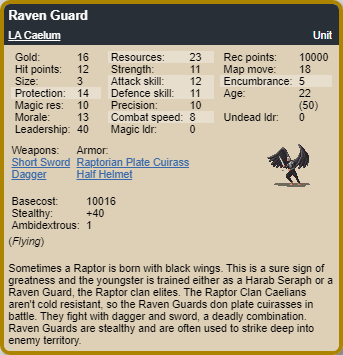 Raven Guard
LA Caelum Unit
Gold: 16 Resources: 23 Rec points: 10000
Hit points: 12 Strength: 11 Map move: 18
Size: 3 Attack skill: 12 Encumbrance: 5
Protection: 14 Defence skill: 11 Age: 22
Magic res: 10 Precision: 10 (50)
Morale: 13 Combat speed: 8 Undead ldr: 0
Leadership: 40 Magic ldr: 0
Weapons: Armor:
Short Sword Raptorian Plate Cuirass
Dagger Half Helmet
Basecost: 10016
Stealthy: +40
Ambidextrous: 1
(Flying)
Sometimes a Raptor is born with black wings. This is a sure sign of
greatness and the youngster is trained either as a Harab Seraph or a
Raven Guard, the Raptor clan elites. The Raptor Clan Caelians
aren't cold resistant, so the Raven Guards don plate cuirasses in
battle. They fight with dagger and sword, a deadly combination.
Raven Guards are stealthy and are often used to strike deep into
enemy territory.